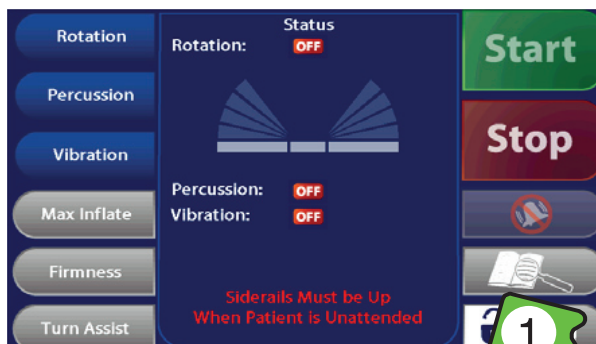 Rotation
Percussion
Vibration
Max Inflate
Firmness
Turn Assist
Status
Rotation: OFF
Percussion: OFF
Vibration: OFF
Siderails Must be Up
When Patient is Unattended
Start
Stop
1